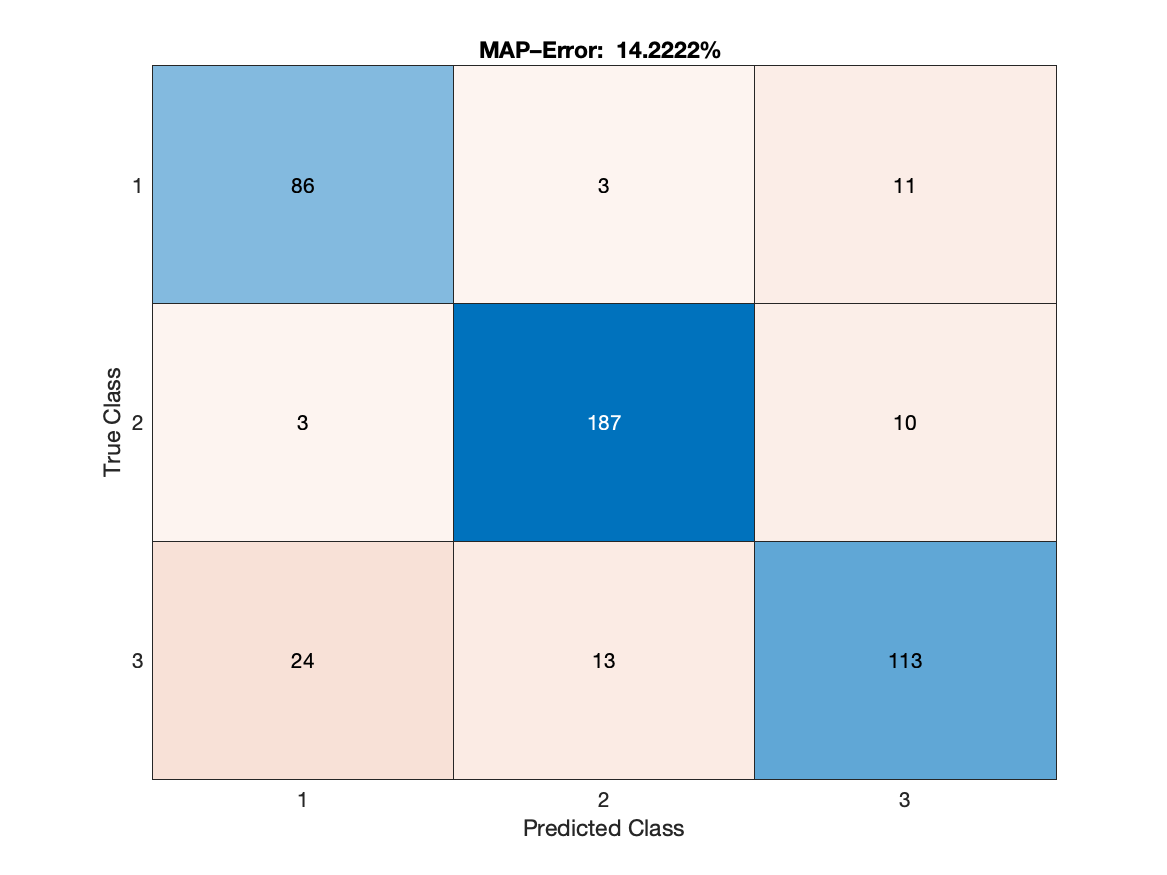 MAP–Error: 14.2222%
1 86 3 11
True Class
2 3 187 10
3 24 13 113
1 2 3
Predicted Class